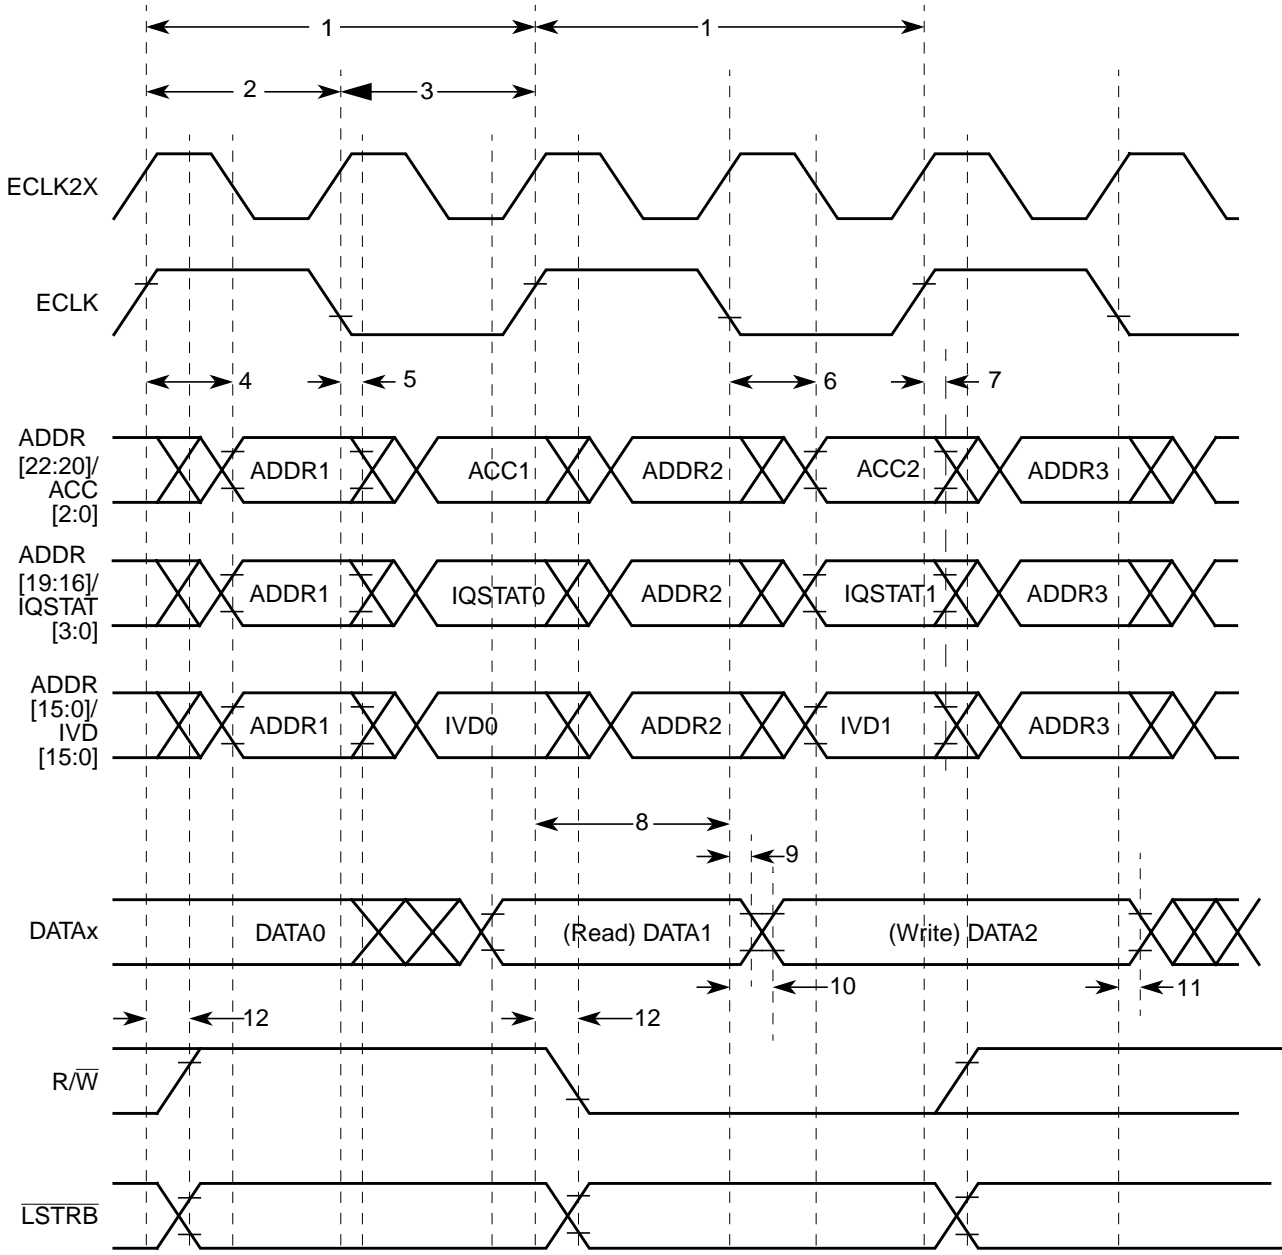 1 1
2 3
ECLK2X
ECLK
4 5 6 7
ADDR
[22:20]/
ACC
[2:0]
ADDR1 ACC1 ADDR2 ACC2 ADDR3
ADDR
[19:16]/
IQSTAT
[3:0]
ADDR1 IQSTAT0 ADDR2 IQSTAT1 ADDR3
ADDR
[15:0]/
IVD
[15:0]
ADDR1 IVD0 ADDR2 IVD1 ADDR3
8
9
DATAx DATA0 (Read) DATA1 (Write) DATA2
10 11
12 12
R/W̅
L̅S̅T̅R̅B̅